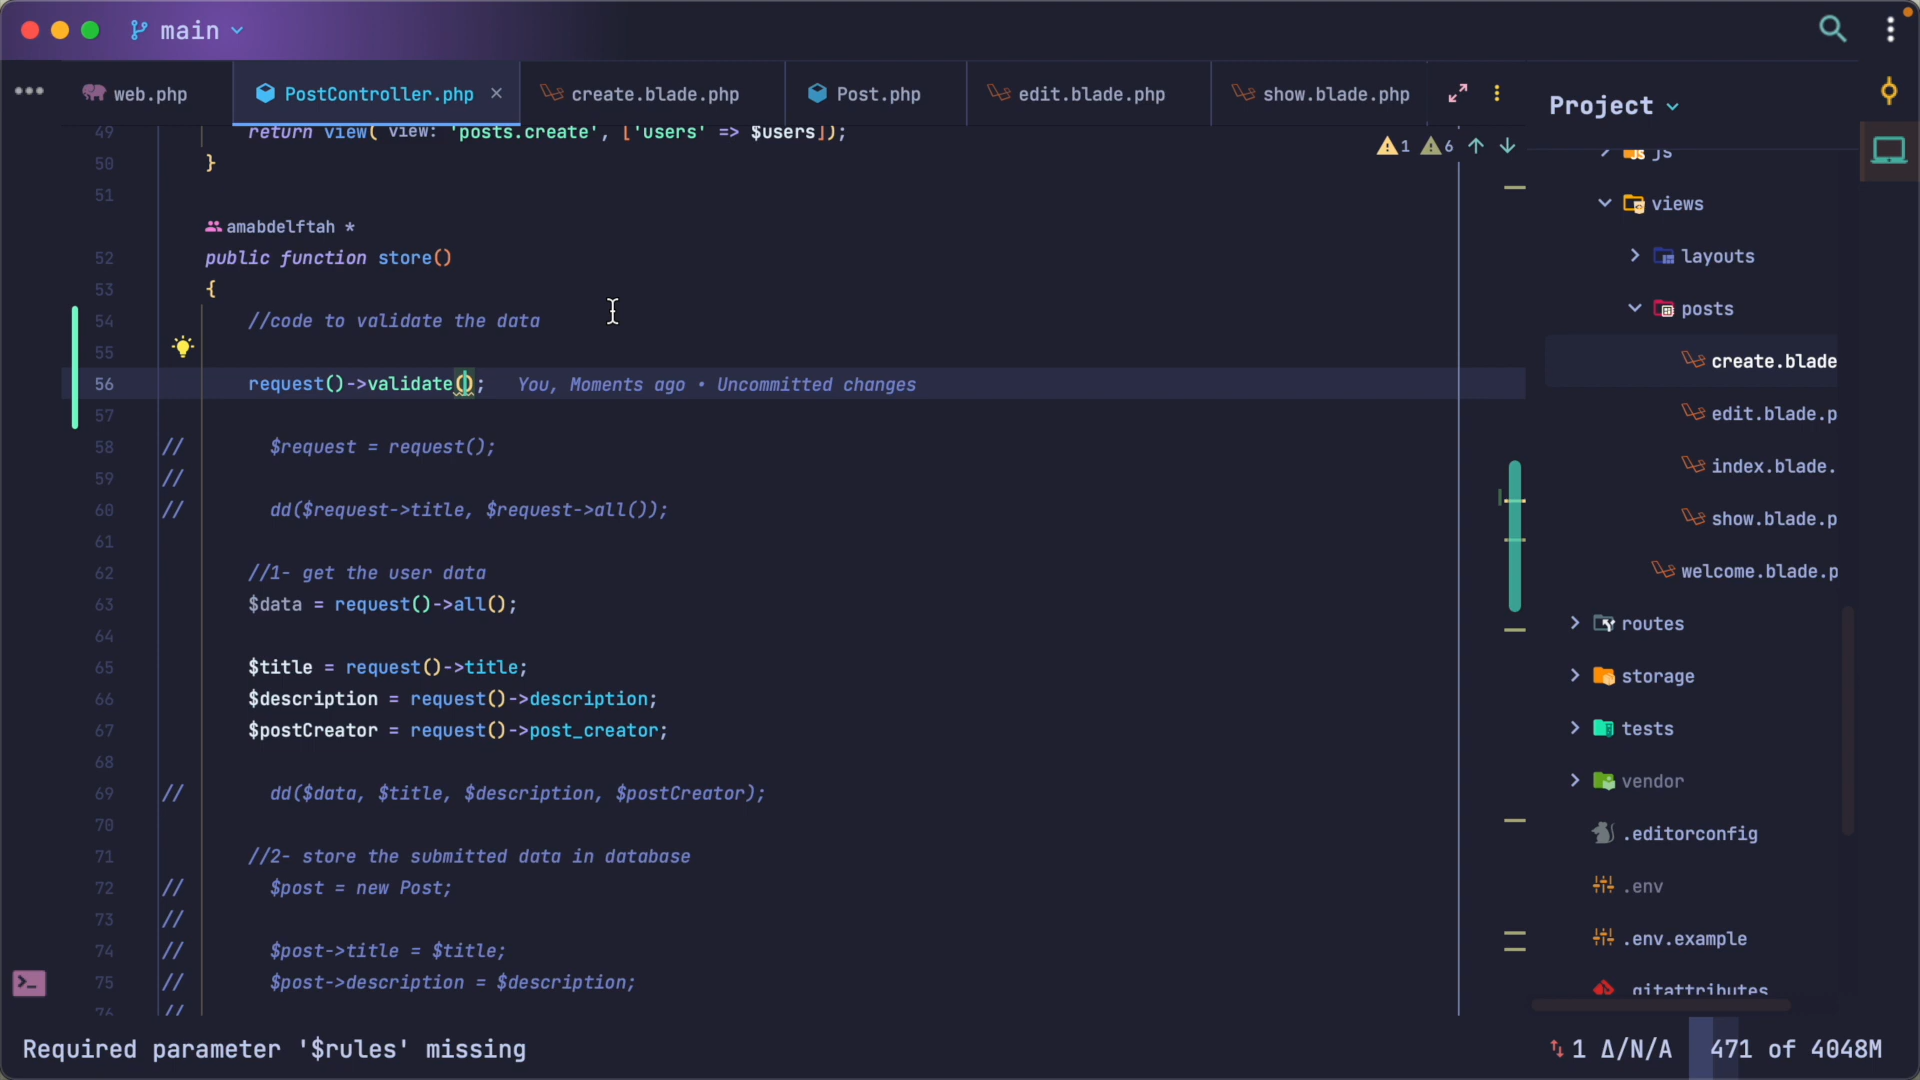 main
web.php
PostController.php
create.blade.php
Post.php
edit.blade.php
show.blade.php
Project
1
6
49 return view( view: 'posts.create', ['users' => $users]);
50 }
51
amabdelftah *
52 public function store()
53 {
54 //code to validate the data
55
56 request()->validate(); You, Moments ago • Uncommitted changes
57
58 // $request = request();
59 //
60 // dd($request->title, $request->all());
61
62 //1- get the user data
63 $data = request()->all();
64
65 $title = request()->title;
66 $description = request()->description;
67 $postCreator = request()->post_creator;
68
69 // dd($data, $title, $description, $postCreator);
70
71 //2- store the submitted data in database
72 // $post = new Post;
73 //
74 // $post->title = $title;
75 // $post->description = $description;
76 //
js
views
layouts
posts
create.blade
edit.blade.p
index.blade.
show.blade.p
welcome.blade.p
routes
storage
tests
vendor
.editorconfig
.env
.env.example
.gitattributes
Required parameter '$rules' missing
1 Δ/N/A
471 of 4048M